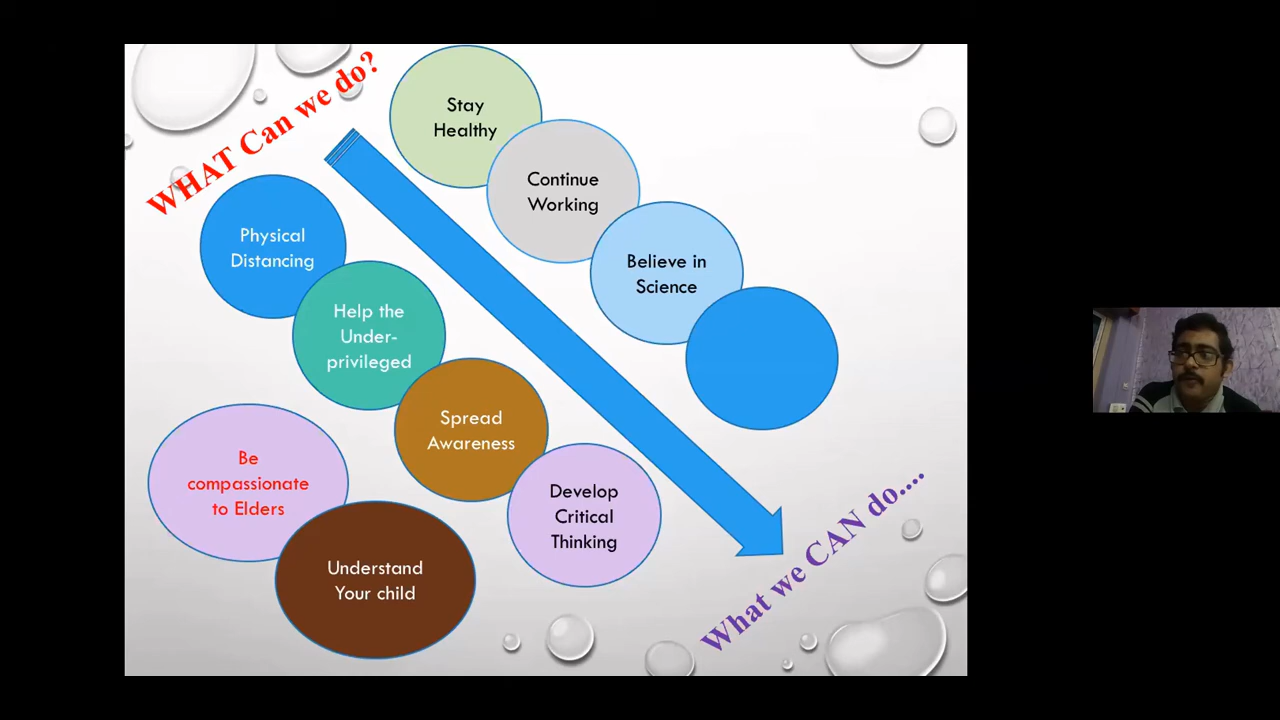 WHAT Can we do?
Stay
Healthy
Continue
Working
Believe in
Science
Physical
Distancing
Help the
Under-
privileged
Spread
Awareness
Develop
Critical
Thinking
Be
compassionate
to Elders
Understand
Your child
What we CAN do....